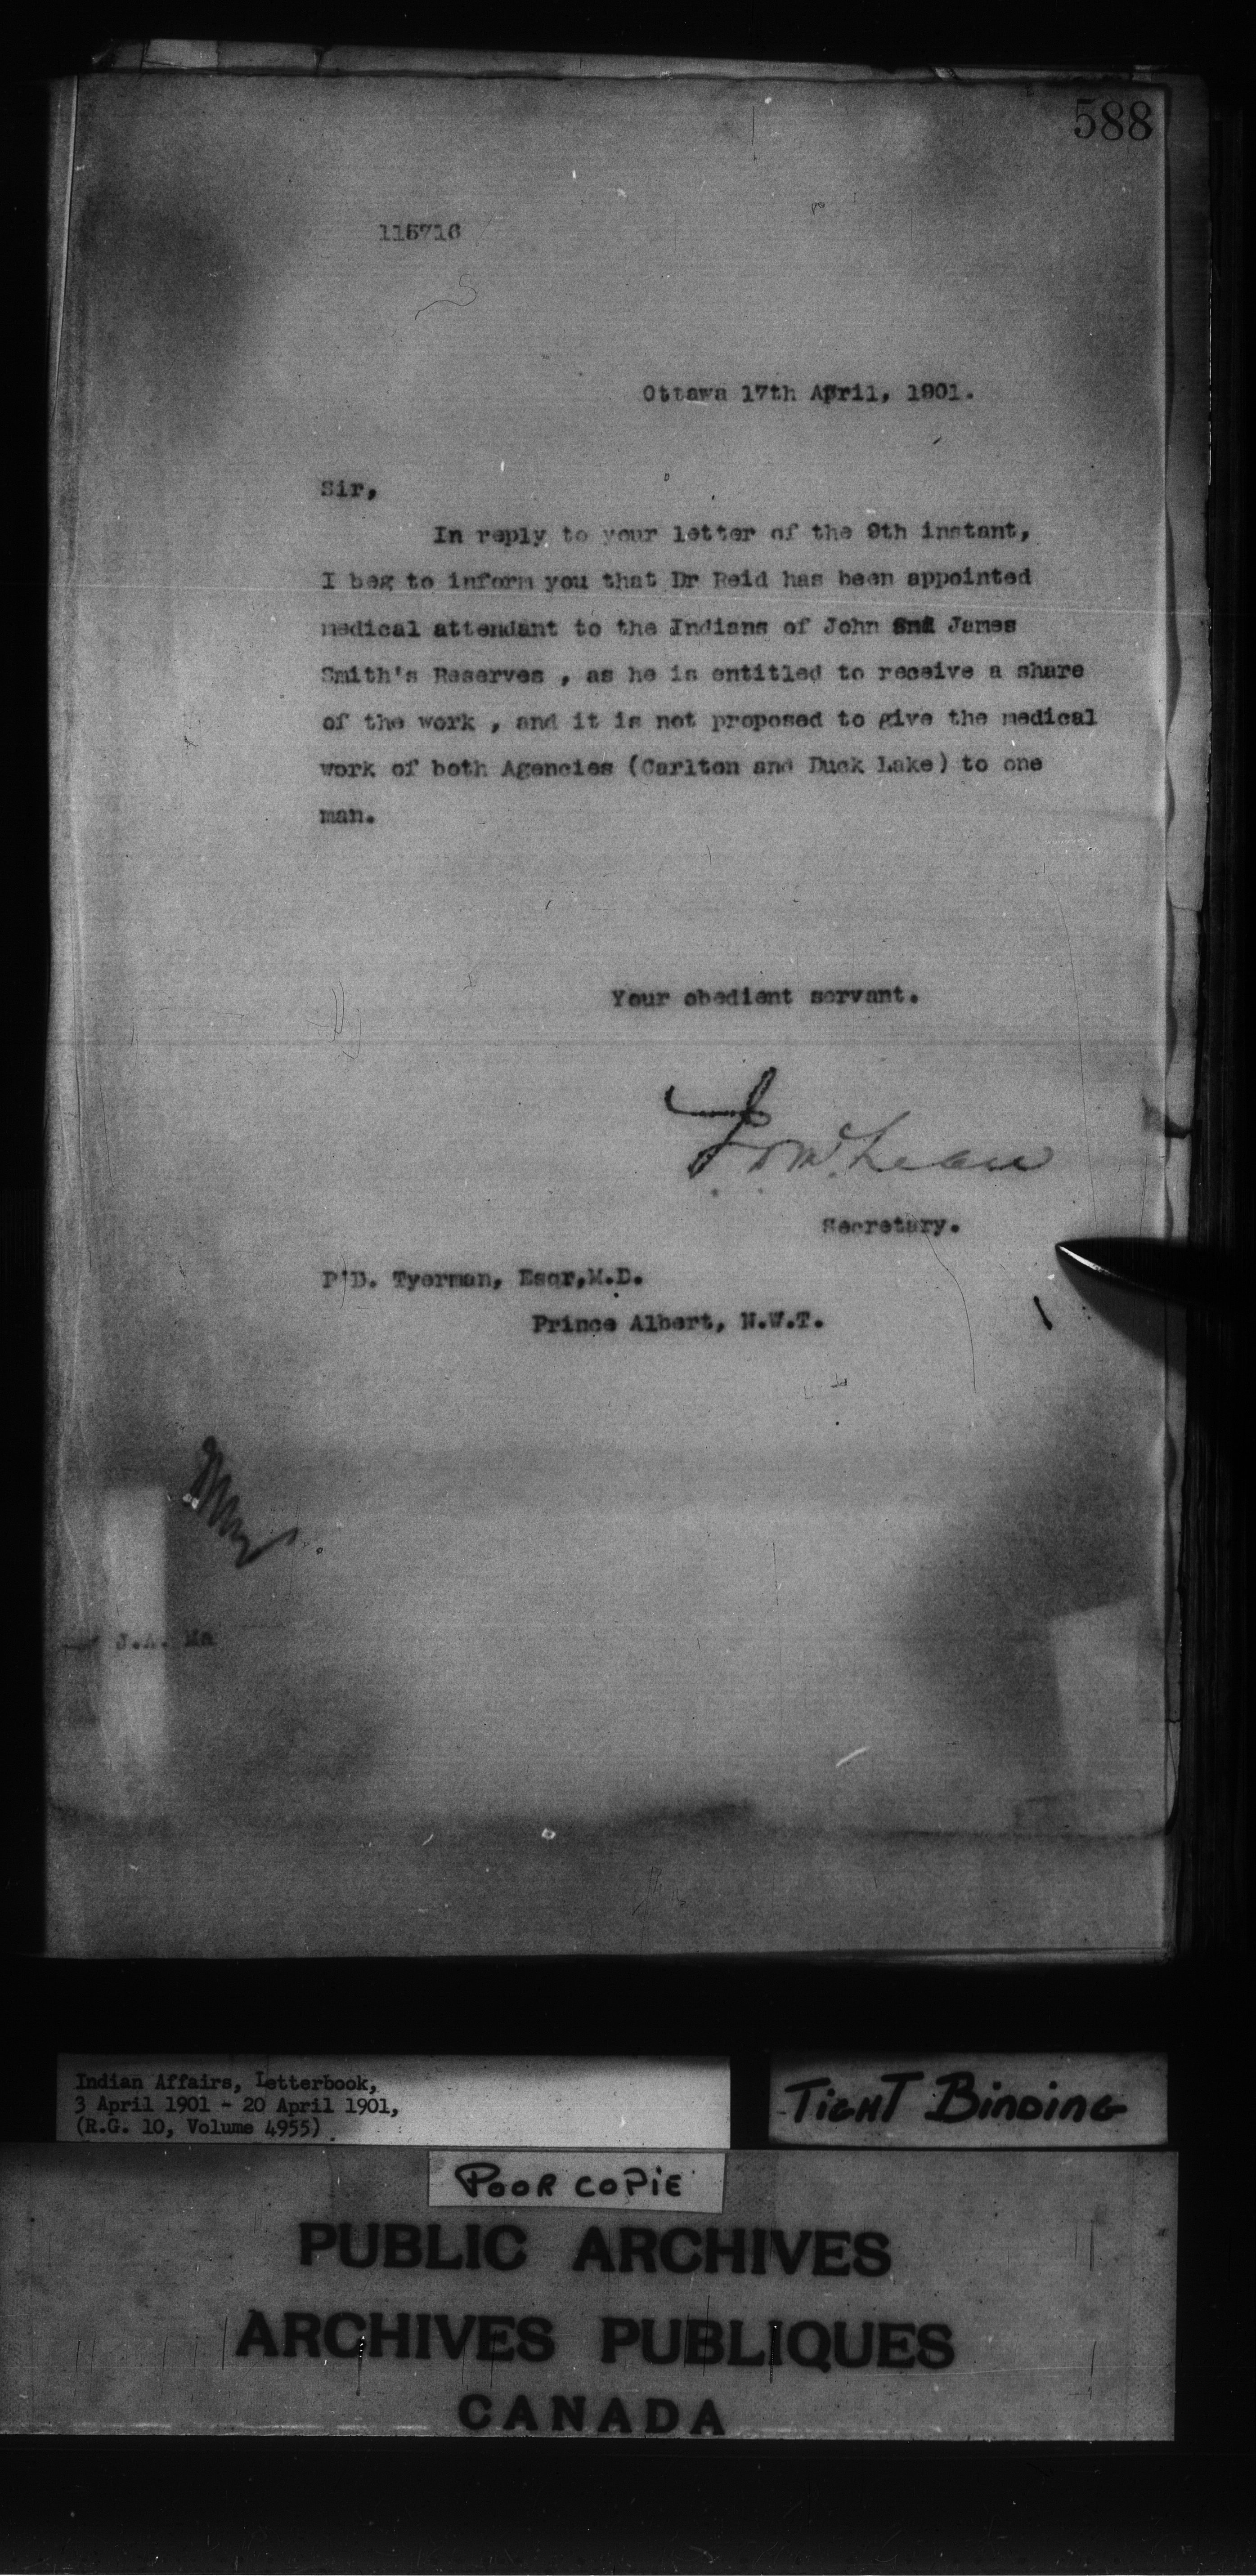 588
115716
Ottawa 17th April, 1901.
Sir,
In reply to your letter of the 9th instant,
I beg to inform you that Dr Reid has been appointed
medical attendant to the Indians of John and James
Smith's Reserves , as he is entitled to receive a share
of the work , and it is not proposed to give the medical
work of both Agencies (Carlton and Duck Lake) to one
man.
Your obedient servant.
J. D. McLean
Secretary.
P'D. Tyerman, Esqr,M.D.
Prince Albert, N.W.T.
J.A. Ma
Indian Affairs, Letterbook,
3 April 1901 - 20 April 1901,
(R.G. 10, Volume 4955)
TIGHT BINDING
POOR COPIE
PUBLIC ARCHIVES
ARCHIVES PUBLIQUES
CANADA